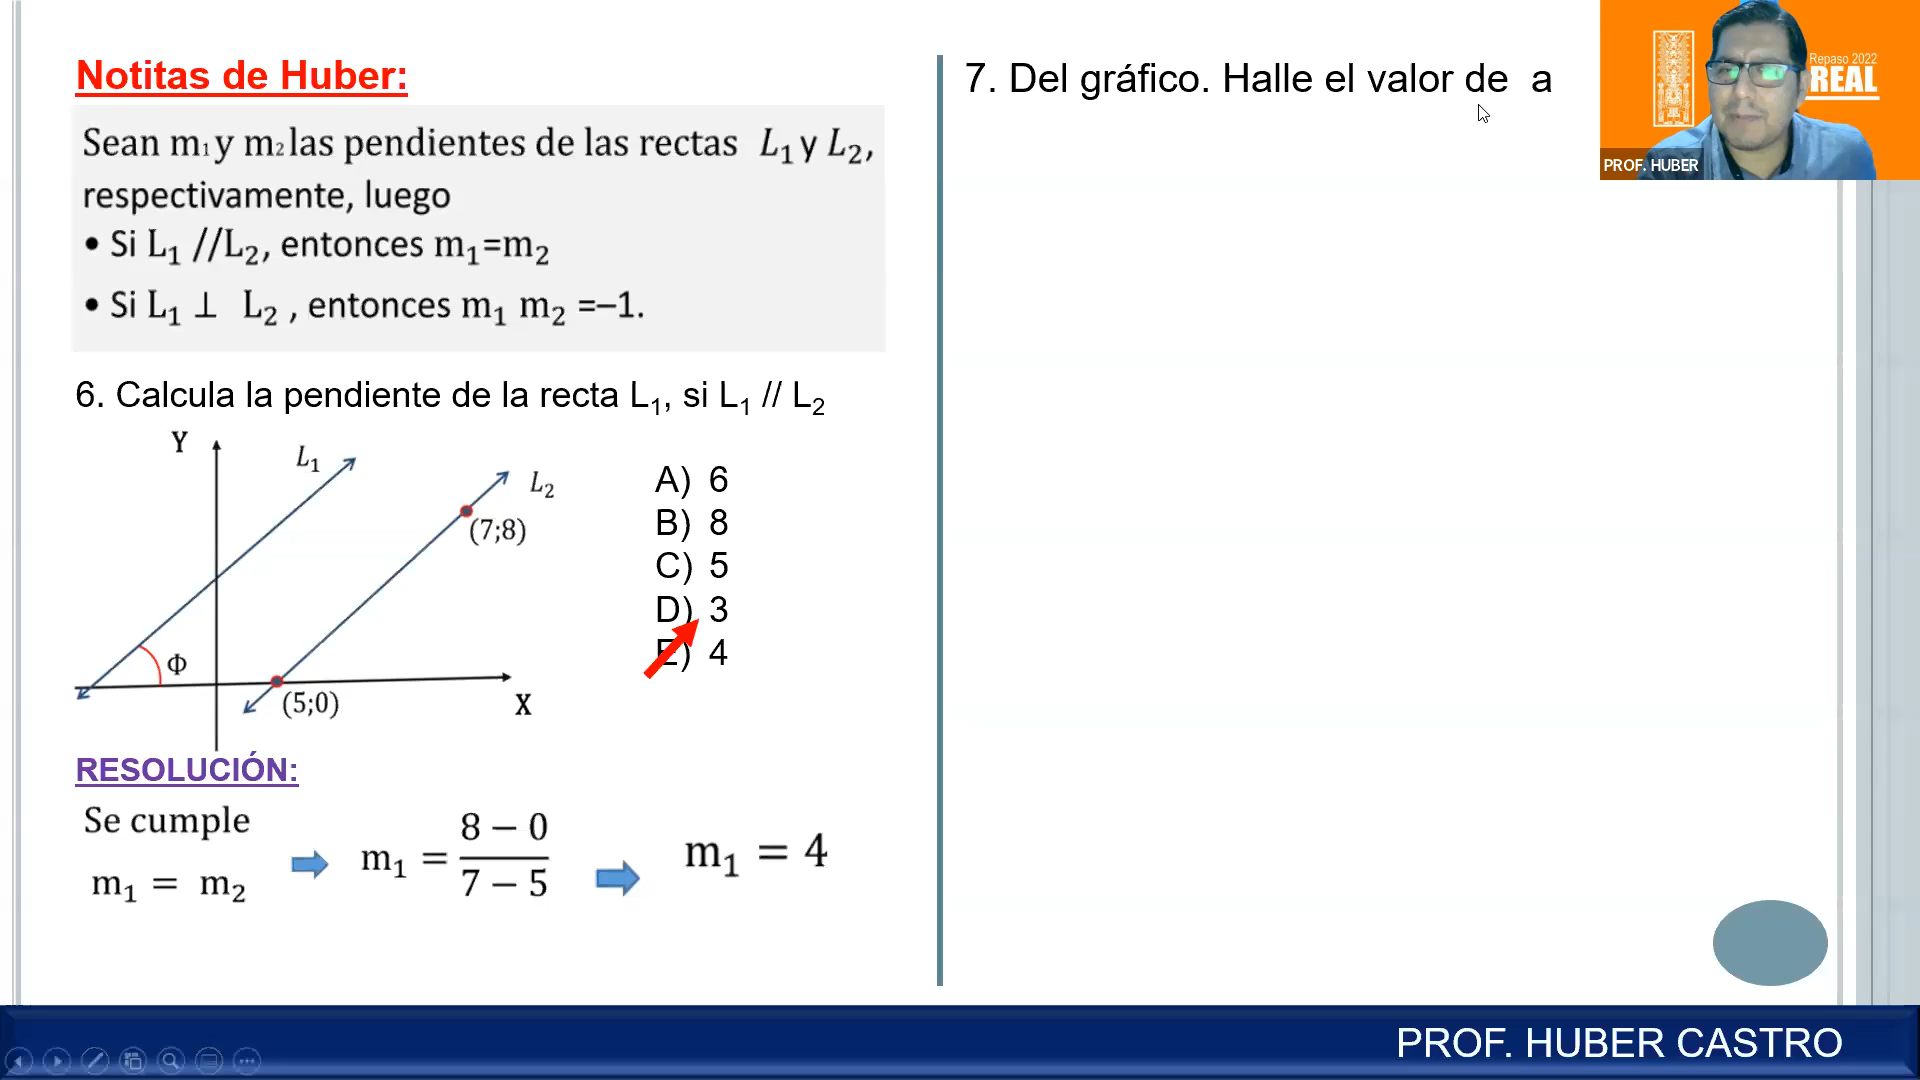 Notitas de Huber:
Sean m₁ y m₂ las pendientes de las rectas L₁ y L₂,
respectivamente, luego
• Si L₁ //L₂, entonces m₁=m₂
• Si L₁ ⊥ L₂ , entonces m₁ m₂ =–1.
6. Calcula la pendiente de la recta L₁, si L₁ // L₂
Y
L₁
L₂
(7;8)
Φ
(5;0)
X
A) 6
B) 8
C) 5
D) 3
E) 4
RESOLUCIÓN:
Se cumple
m₁ = m₂
m₁ = (8 − 0)/(7 − 5)
m₁ = 4
7. Del gráfico. Halle el valor de a
Repaso 2022
REAL
PROF. HUBER
PROF. HUBER CASTRO